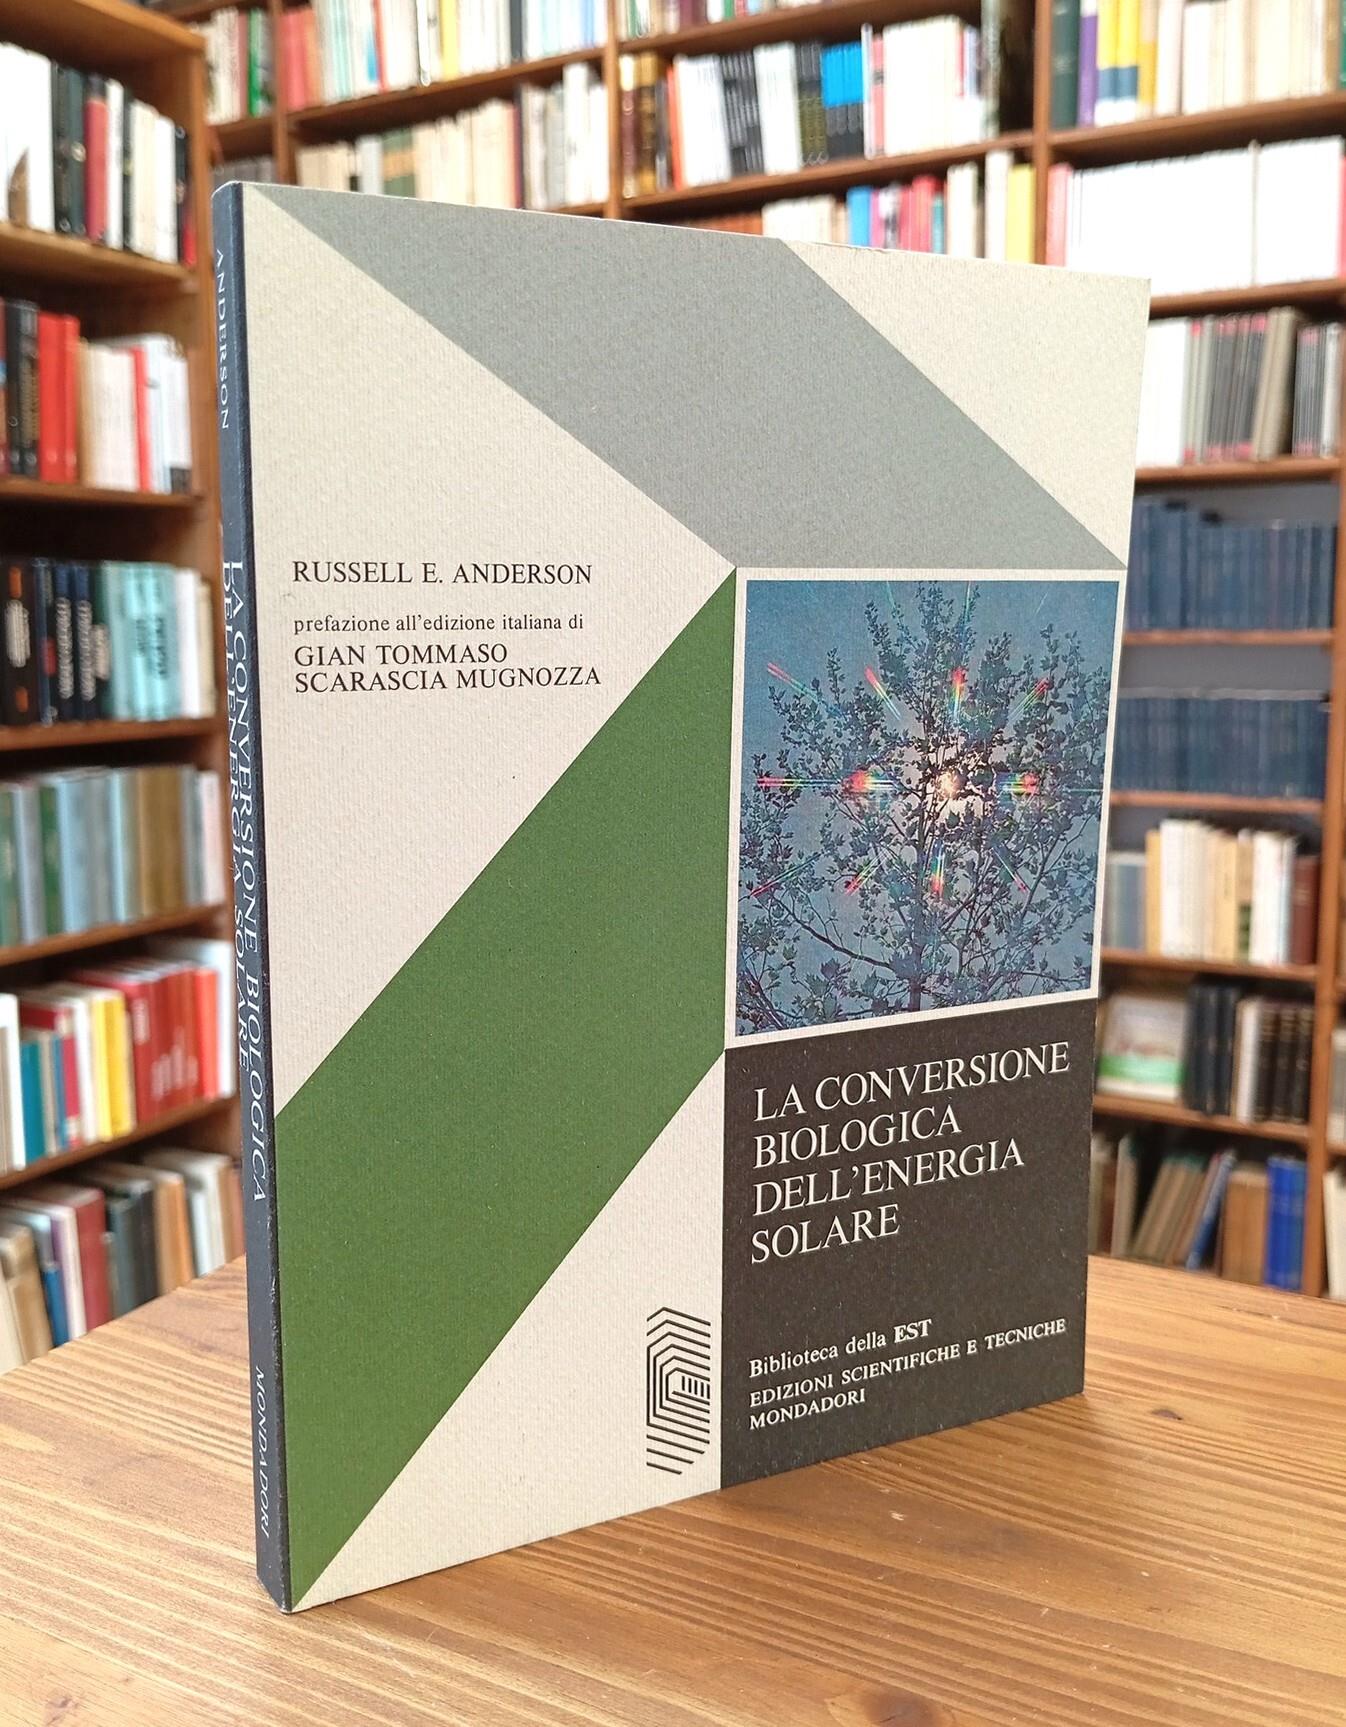 ANDERSON
LA CONVERSIONE BIOLOGICA
DELL'ENERGIA SOLARE
MONDADORI
RUSSELL E. ANDERSON
prefazione all'edizione italiana di
GIAN TOMMASO
SCARASCIA MUGNOZZA
LA CONVERSIONE
BIOLOGICA
DELL'ENERGIA
SOLARE
Biblioteca della EST
EDIZIONI SCIENTIFICHE E TECNICHE
MONDADORI